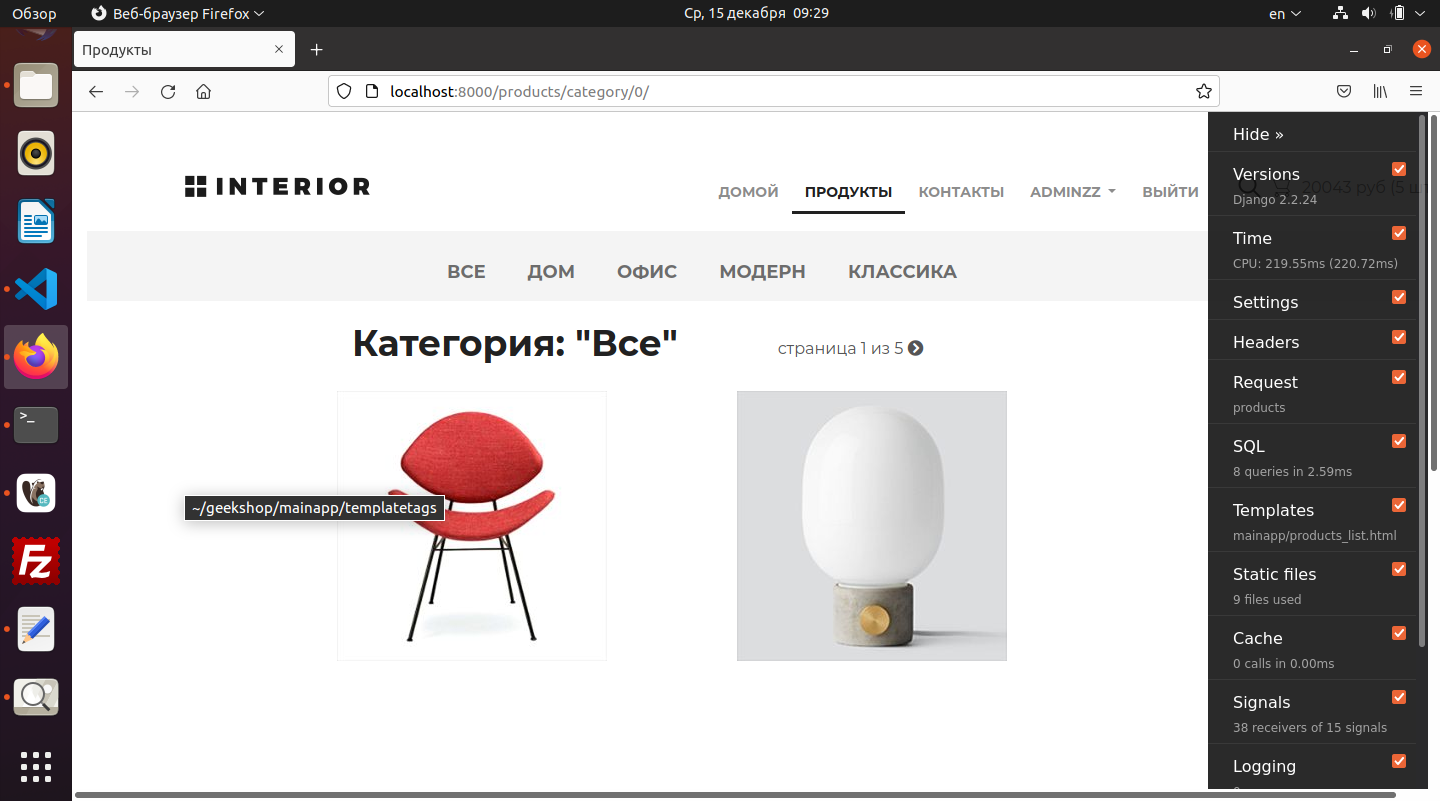 Обзор
Веб-браузер Firefox
Ср, 15 декабря 09:29
en
Продукты
localhost:8000/products/category/0/
INTERIOR
ДОМОЙ
ПРОДУКТЫ
КОНТАКТЫ
ADMINZZ
ВЫЙТИ
20043 руб (5 шт
ВСЕ
ДОМ
ОФИС
МОДЕРН
КЛАССИКА
Категория: "Все"
страница 1 из 5
~/geekshop/mainapp/templatetags
Hide »
Versions
Django 2.2.24
Time
CPU: 219.55ms (220.72ms)
Settings
Headers
Request
products
SQL
8 queries in 2.59ms
Templates
mainapp/products_list.html
Static files
9 files used
Cache
0 calls in 0.00ms
Signals
38 receivers of 15 signals
Logging
>_
CE
Fz